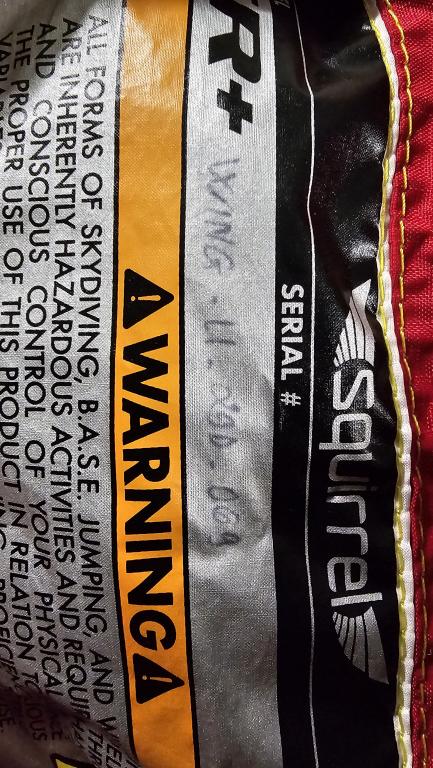 squirrel
SERIAL #
R+
WARNING
ALL FORMS OF SKYDIVING, B.A.S.E. JUMPING, AND
ARE INHERENTLY HAZARDOUS ACTIVITIES AND REQUIR
AND CONSCIOUS CONTROL OF YOUR PHYSICAL
THE PROPER USE OF THIS PRODUCT IN RELATION TO